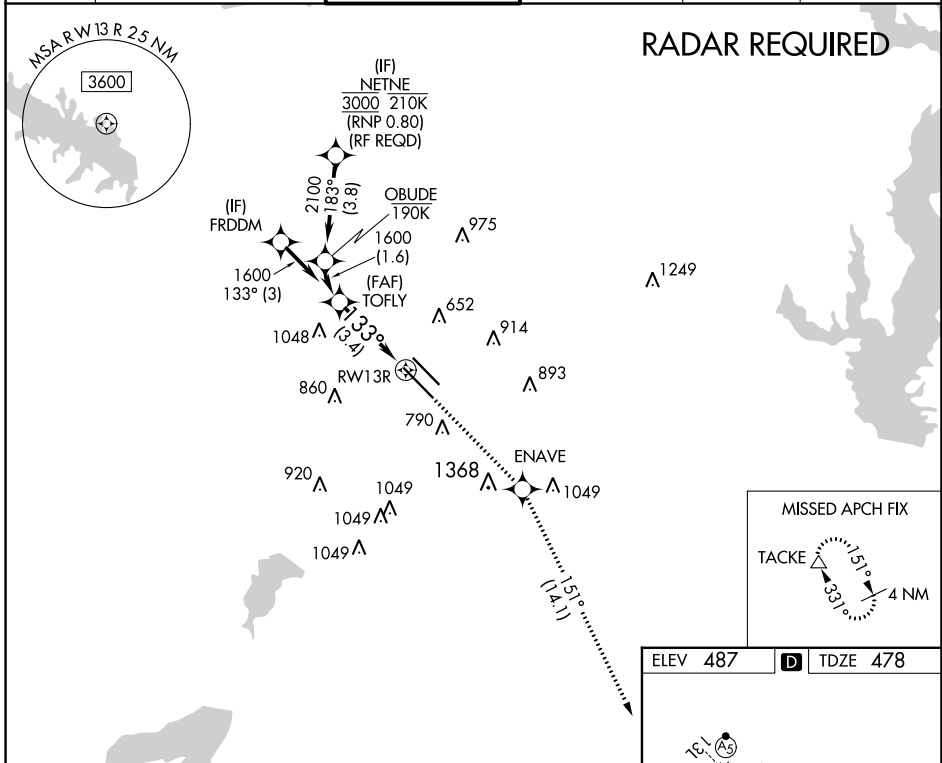 MSA RW 13 R 25 NM
3600
RADAR REQUIRED
(IF)
NETNE
3000 210K
(RNP 0.80)
(RF REQD)
2100
183°
(3.8)
OBUDE
190K
(IF)
FRDDM
1600
(1.6)
1600
133° (3)
(FAF)
TOFLY
975
1249
652
914
1048
133°
(3.4)
RW13R
893
860
790
ENAVE
1368
1049
920
1049
1049
1049
151°
(14.1)
MISSED APCH FIX
TACKE
151°
331°
4 NM
ELEV 487 D TDZE 478
13L
A5